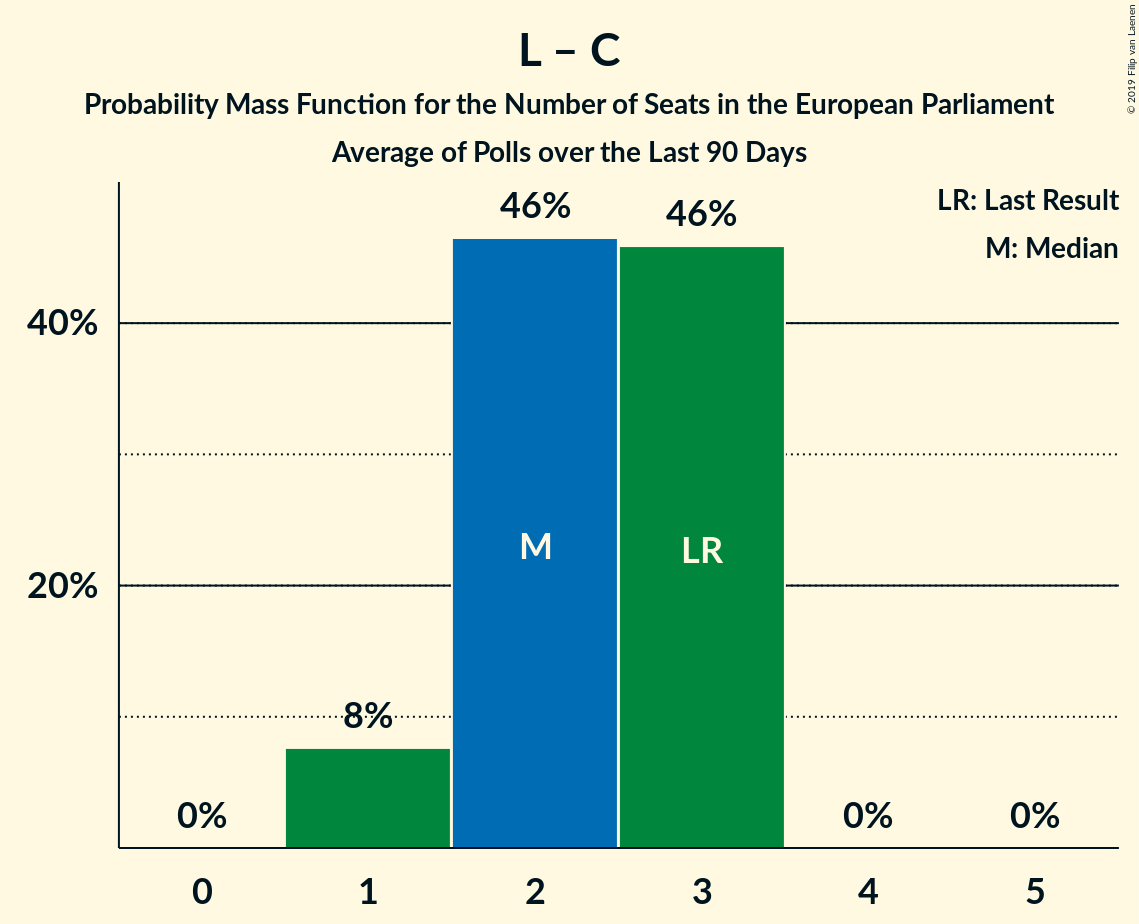 L – C
Probability Mass Function for the Number of Seats in the European Parliament
Average of Polls over the Last 90 Days
© 2019 Filip van Laenen
LR: Last Result
M: Median
46%
46%
40%
M
LR
20%
8%
0%
0%
0%
0
1
2
3
4
5